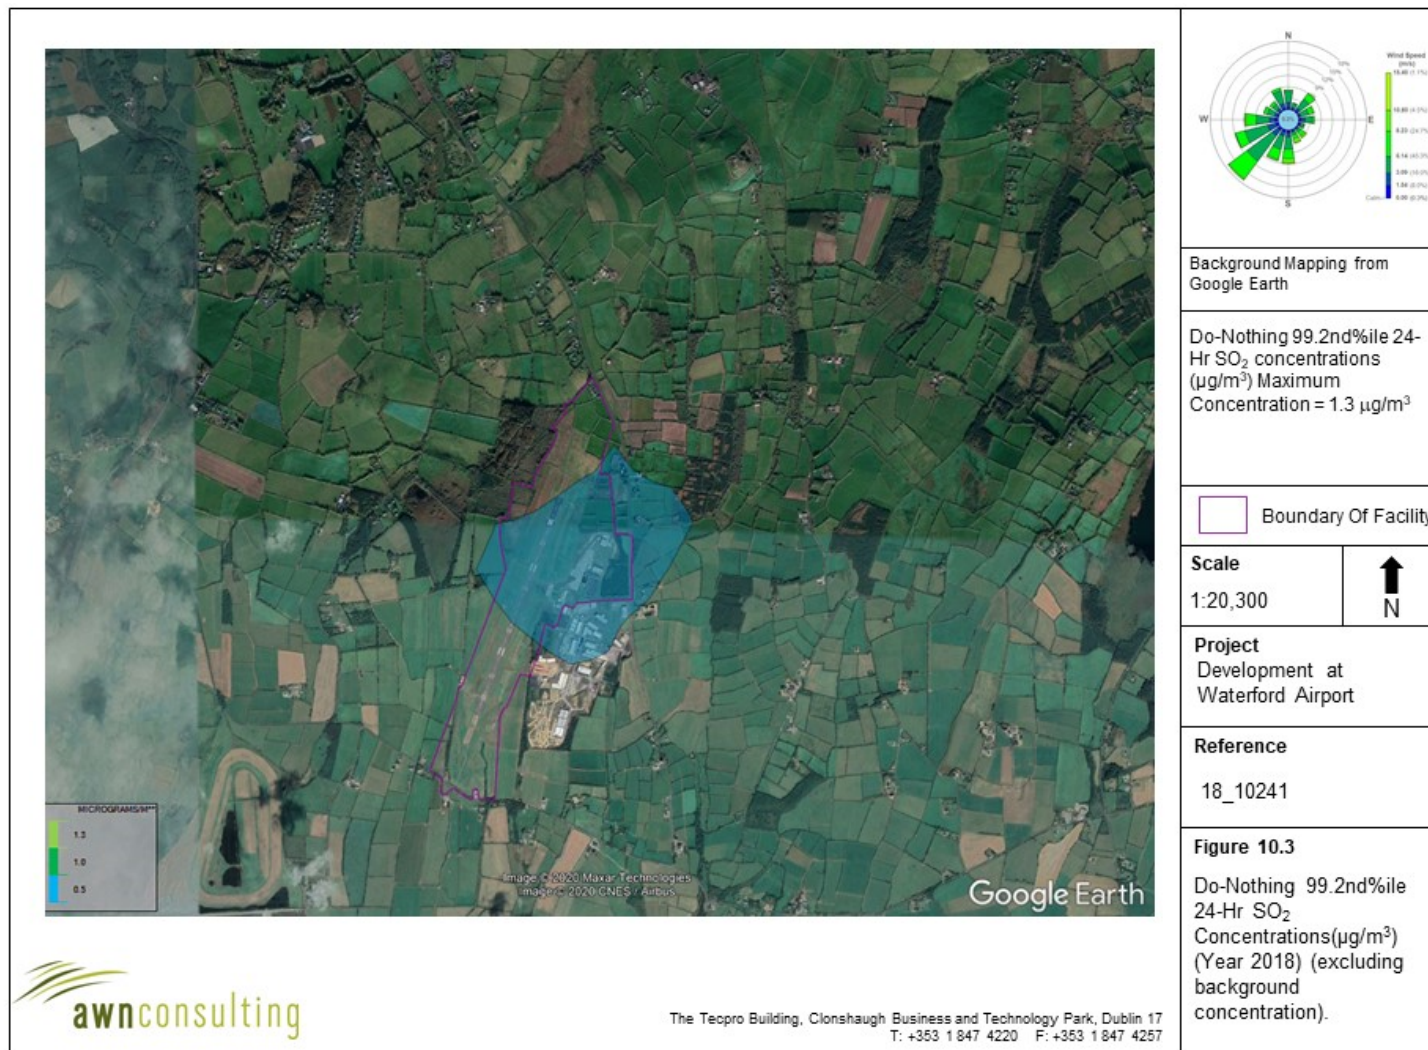 N
W
E
S
Wind Speed
(m/s)
Background Mapping from
Google Earth
Do-Nothing 99.2nd%ile 24-
Hr SO₂ concentrations
(µg/m³) Maximum
Concentration = 1.3 µg/m³
Boundary Of Facility
Scale
1:20,300
N
Project
Development at
Waterford Airport
Reference
18_10241
Figure 10.3
Do-Nothing 99.2nd%ile
24-Hr SO₂
Concentrations(µg/m³)
(Year 2018) (excluding
background
concentration).
MICROGRAMS/M**
1.3
1.0
0.5
Image © 2020 Maxar Technologies
Image © 2020 CNES / Airbus
Google Earth
awnconsulting
The Tecpro Building, Clonshaugh Business and Technology Park, Dublin 17
T: +353 1 847 4220 F: +353 1 847 4257